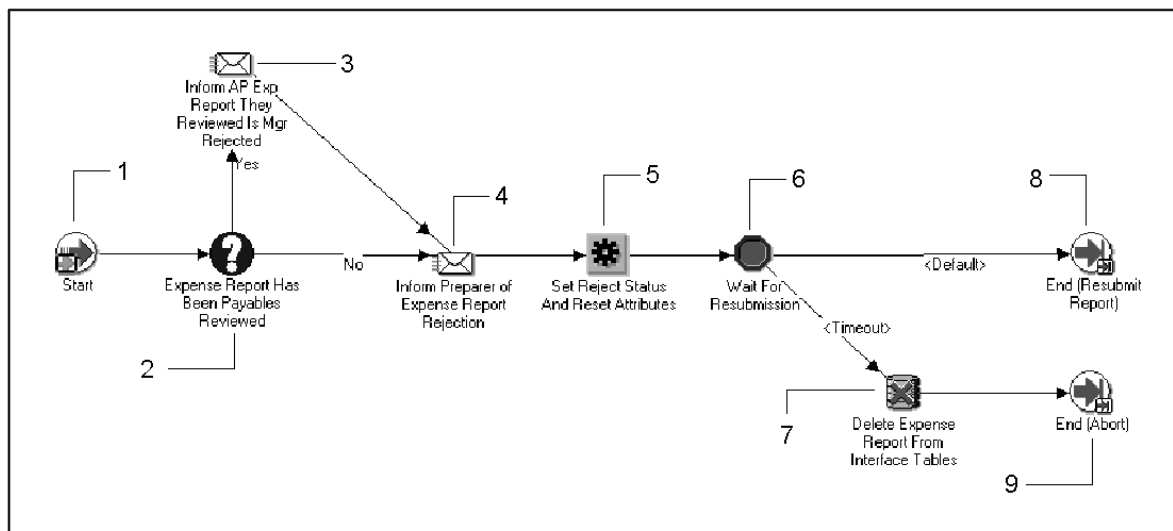 3
Inform AP Exp
Report They
Reviewed Is Mgr
Rejected
Yes
1
4
5
6
8
Start
Expense Report Has
Been Payables
Reviewed
No
Inform Preparer of
Expense Report
Rejection
Set Reject Status
And Reset Attributes
Wait For
Resubmission
<Default>
End (Resubmit
Report)
<Timeout>
2
7
Delete Expense
Report From
Interface Tables
End (Abort)
9